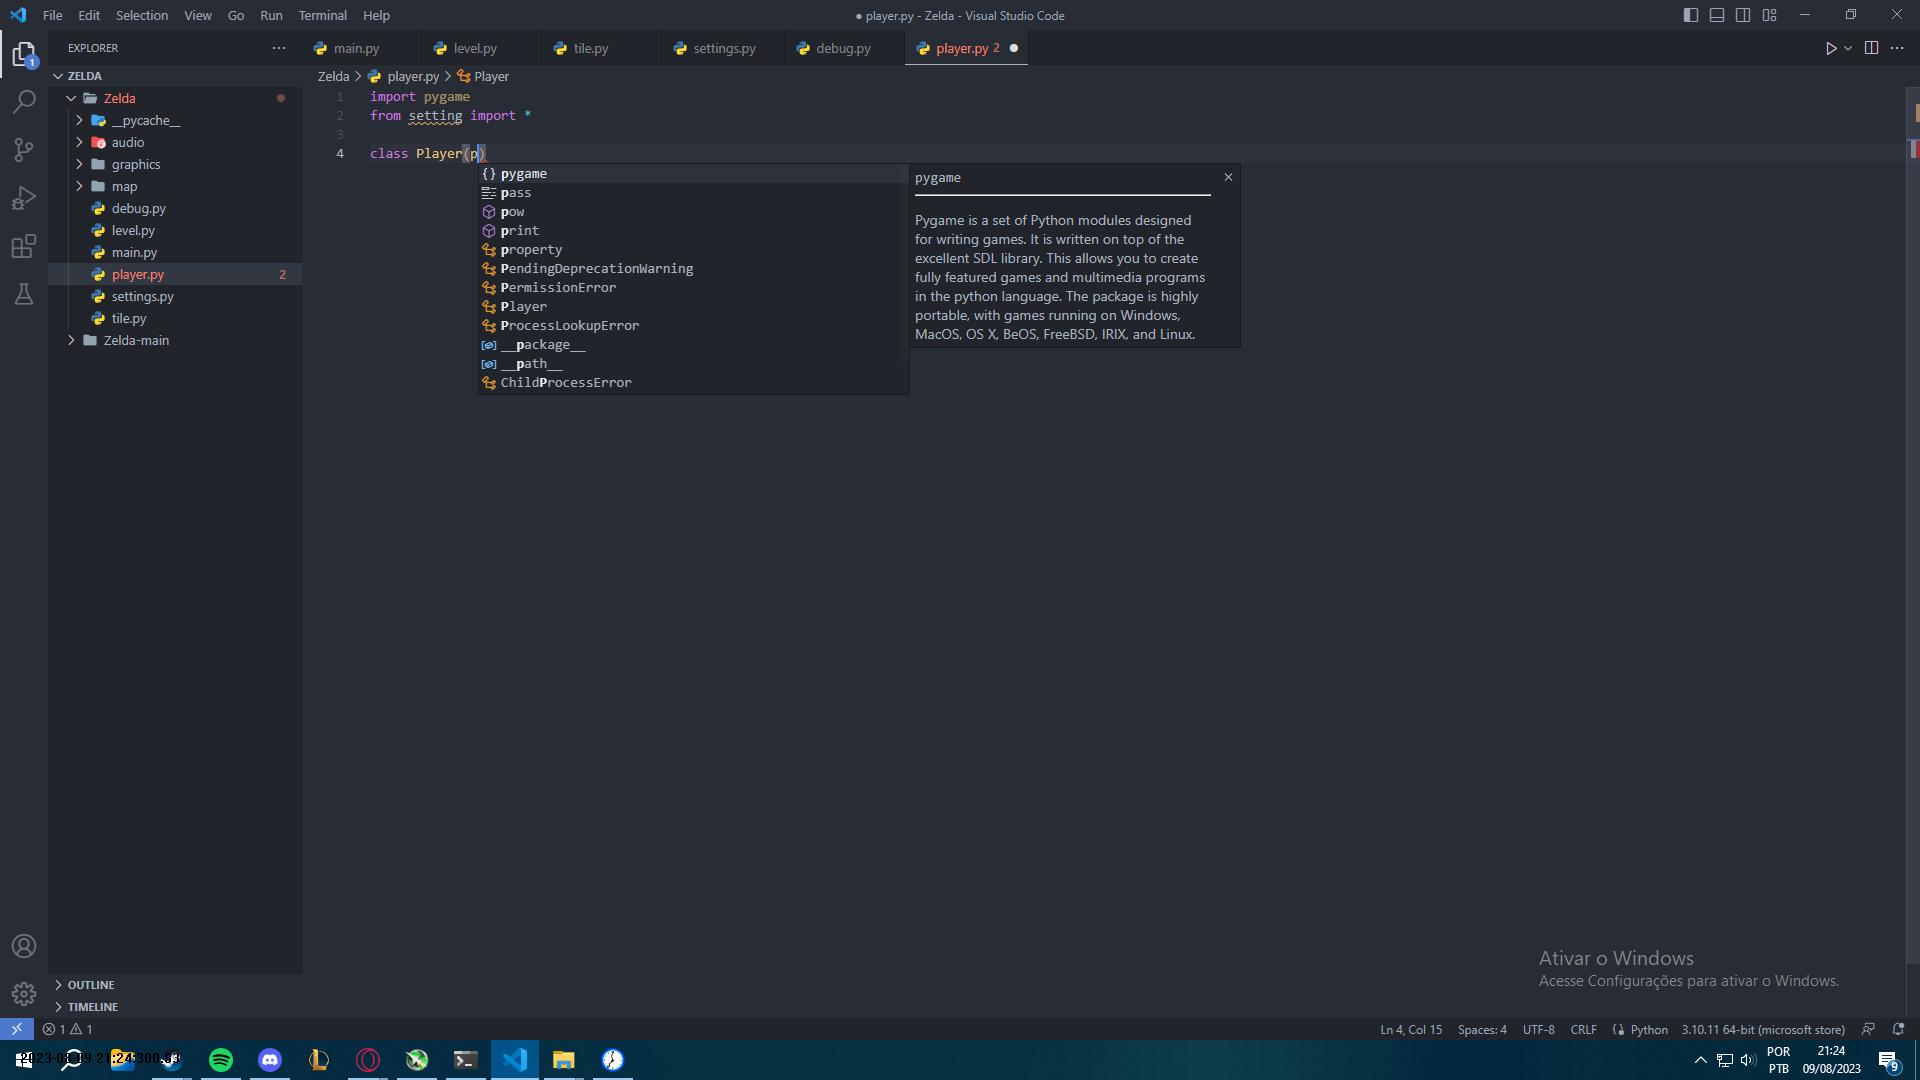 File Edit Selection View Go Run Terminal Help
● player.py - Zelda - Visual Studio Code
EXPLORER
main.py
level.py
tile.py
settings.py
debug.py
player.py 2
1
ZELDA
Zelda
__pycache__
audio
graphics
map
debug.py
level.py
main.py
player.py 2
settings.py
tile.py
Zelda-main
OUTLINE
TIMELINE
Zelda > player.py > Player
1 import pygame
2 from setting import *
3
4 class Player(p)
pygame
pass
pow
print
property
PendingDeprecationWarning
PermissionError
Player
ProcessLookupError
__package__
__path__
ChildProcessError
pygame
Pygame is a set of Python modules designed
for writing games. It is written on top of the
excellent SDL library. This allows you to create
fully featured games and multimedia programs
in the python language. The package is highly
portable, with games running on Windows,
MacOS, OS X, BeOS, FreeBSD, IRIX, and Linux.
Ativar o Windows
Acesse Configurações para ativar o Windows.
1 1
Ln 4, Col 15 Spaces: 4 UTF-8 CRLF Python 3.10.11 64-bit (microsoft store)
POR
PTB
21:24
09/08/2023
9